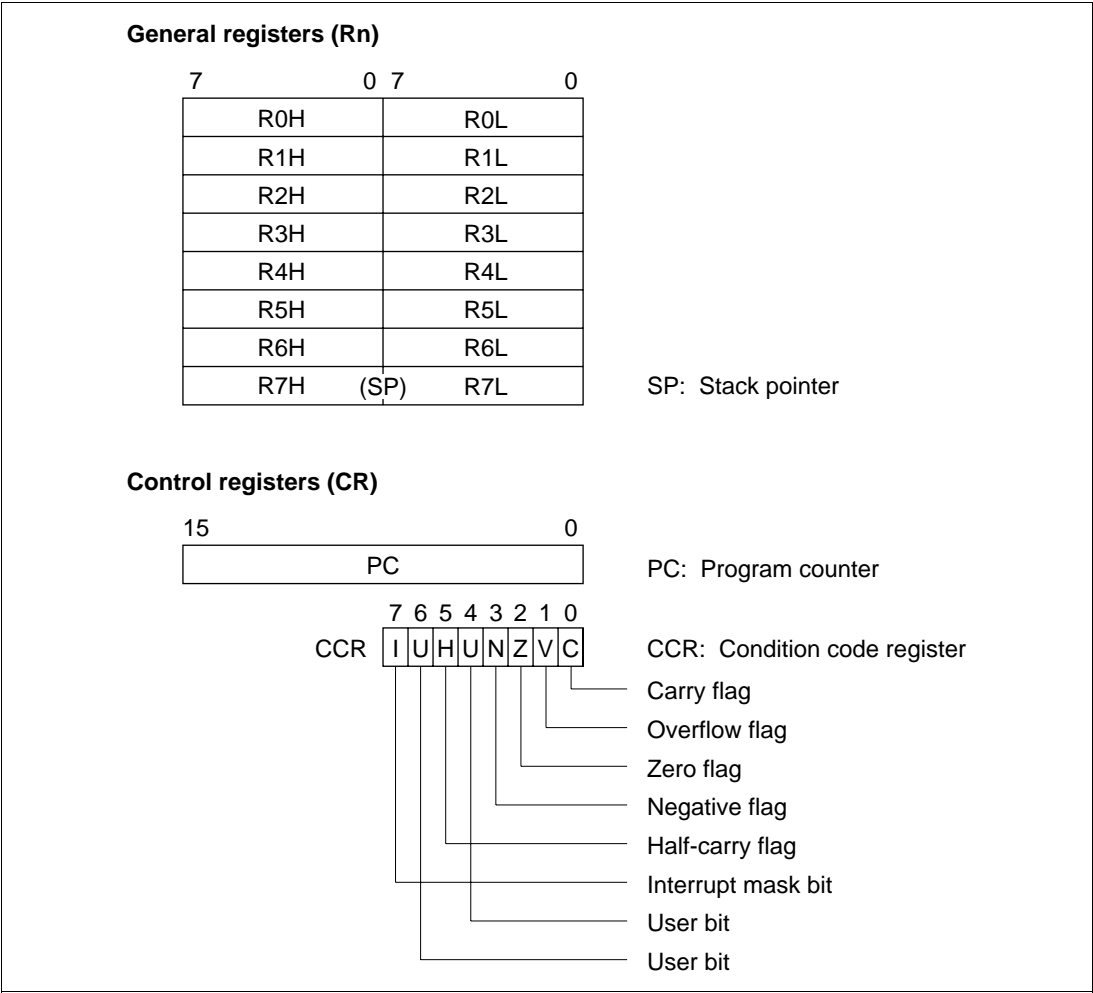 General registers (Rn)
7 0 7 0
R0H R0L
R1H R1L
R2H R2L
R3H R3L
R4H R4L
R5H R5L
R6H R6L
R7H (SP) R7L SP: Stack pointer
Control registers (CR)
15 0
PC PC: Program counter
7 6 5 4 3 2 1 0
CCR I U H U N Z V C CCR: Condition code register
Carry flag
Overflow flag
Zero flag
Negative flag
Half-carry flag
Interrupt mask bit
User bit
User bit